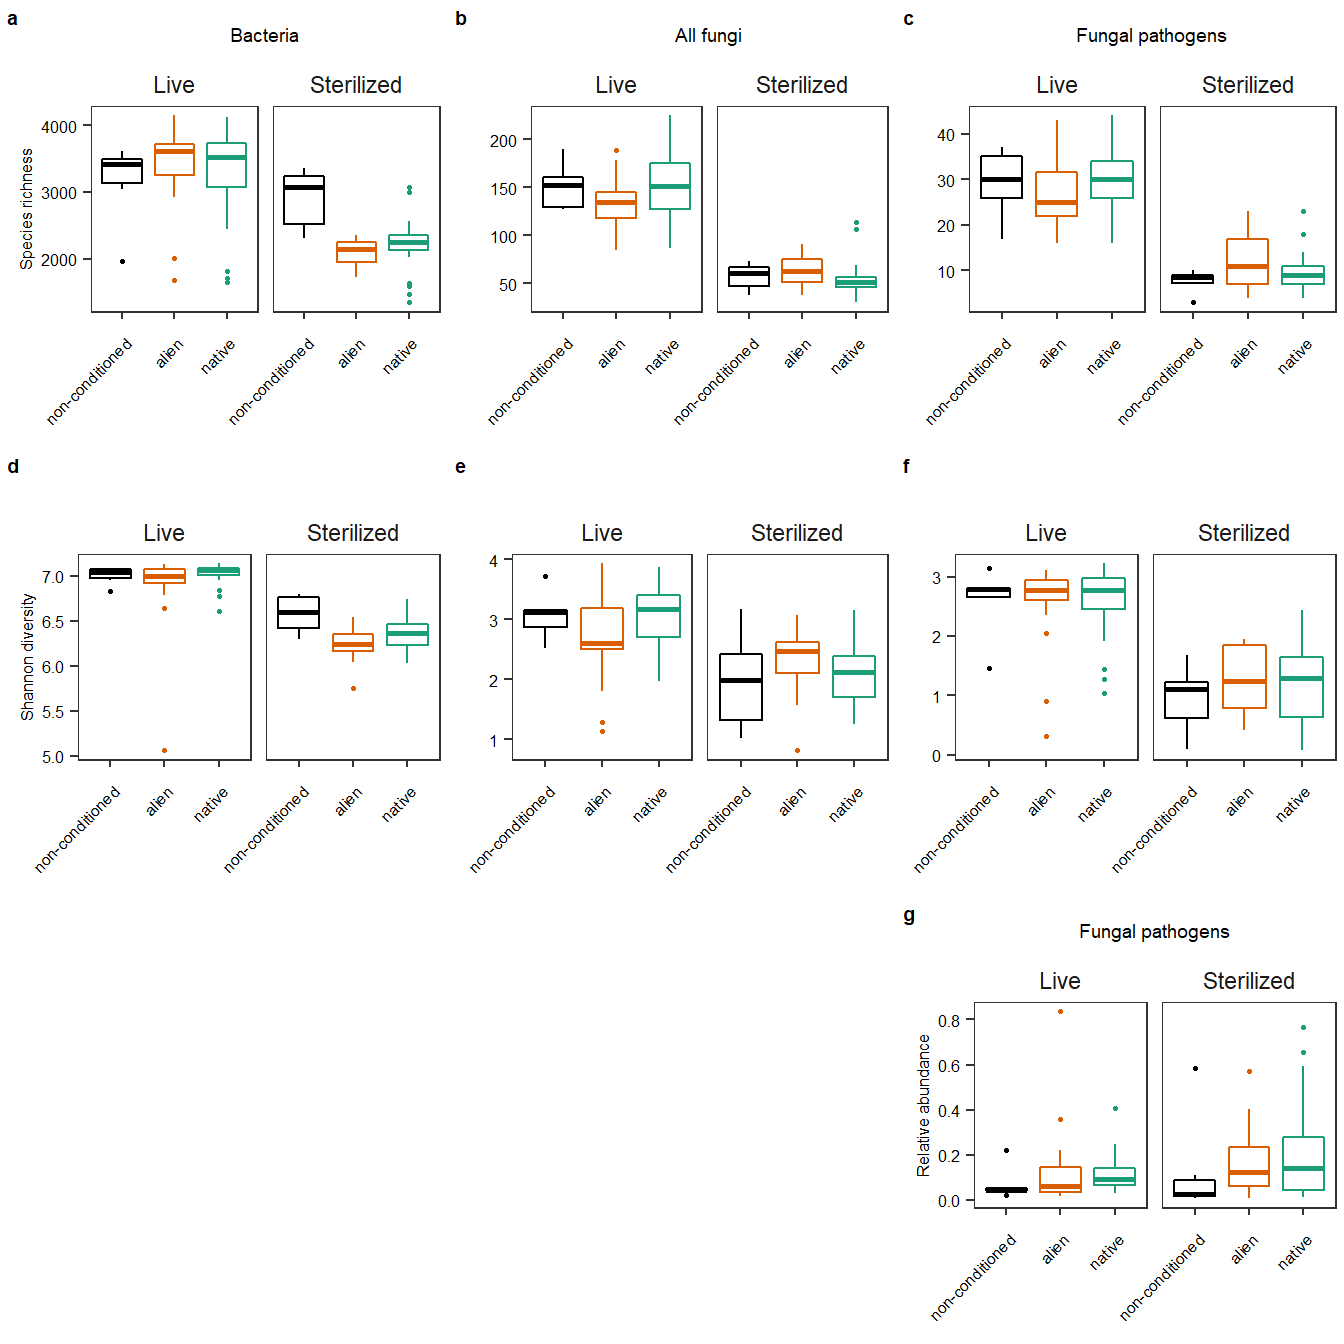 a
Bacteria
Live
Sterilized
Species richness
4000
3000
2000
non-conditioned
alien
native
non-conditioned
alien
native
b
All fungi
Live
Sterilized
200
150
100
50
non-conditioned
alien
native
non-conditioned
alien
native
c
Fungal pathogens
Live
Sterilized
40
30
20
10
non-conditioned
alien
native
non-conditioned
alien
native
d
Live
Sterilized
Shannon diversity
7.0
6.5
6.0
5.5
5.0
non-conditioned
alien
native
non-conditioned
alien
native
e
Live
Sterilized
4
3
2
1
non-conditioned
alien
native
non-conditioned
alien
native
f
Live
Sterilized
3
2
1
0
non-conditioned
alien
native
non-conditioned
alien
native
g
Fungal pathogens
Live
Sterilized
Relative abundance
0.8
0.6
0.4
0.2
0.0
non-conditioned
alien
native
non-conditioned
alien
native